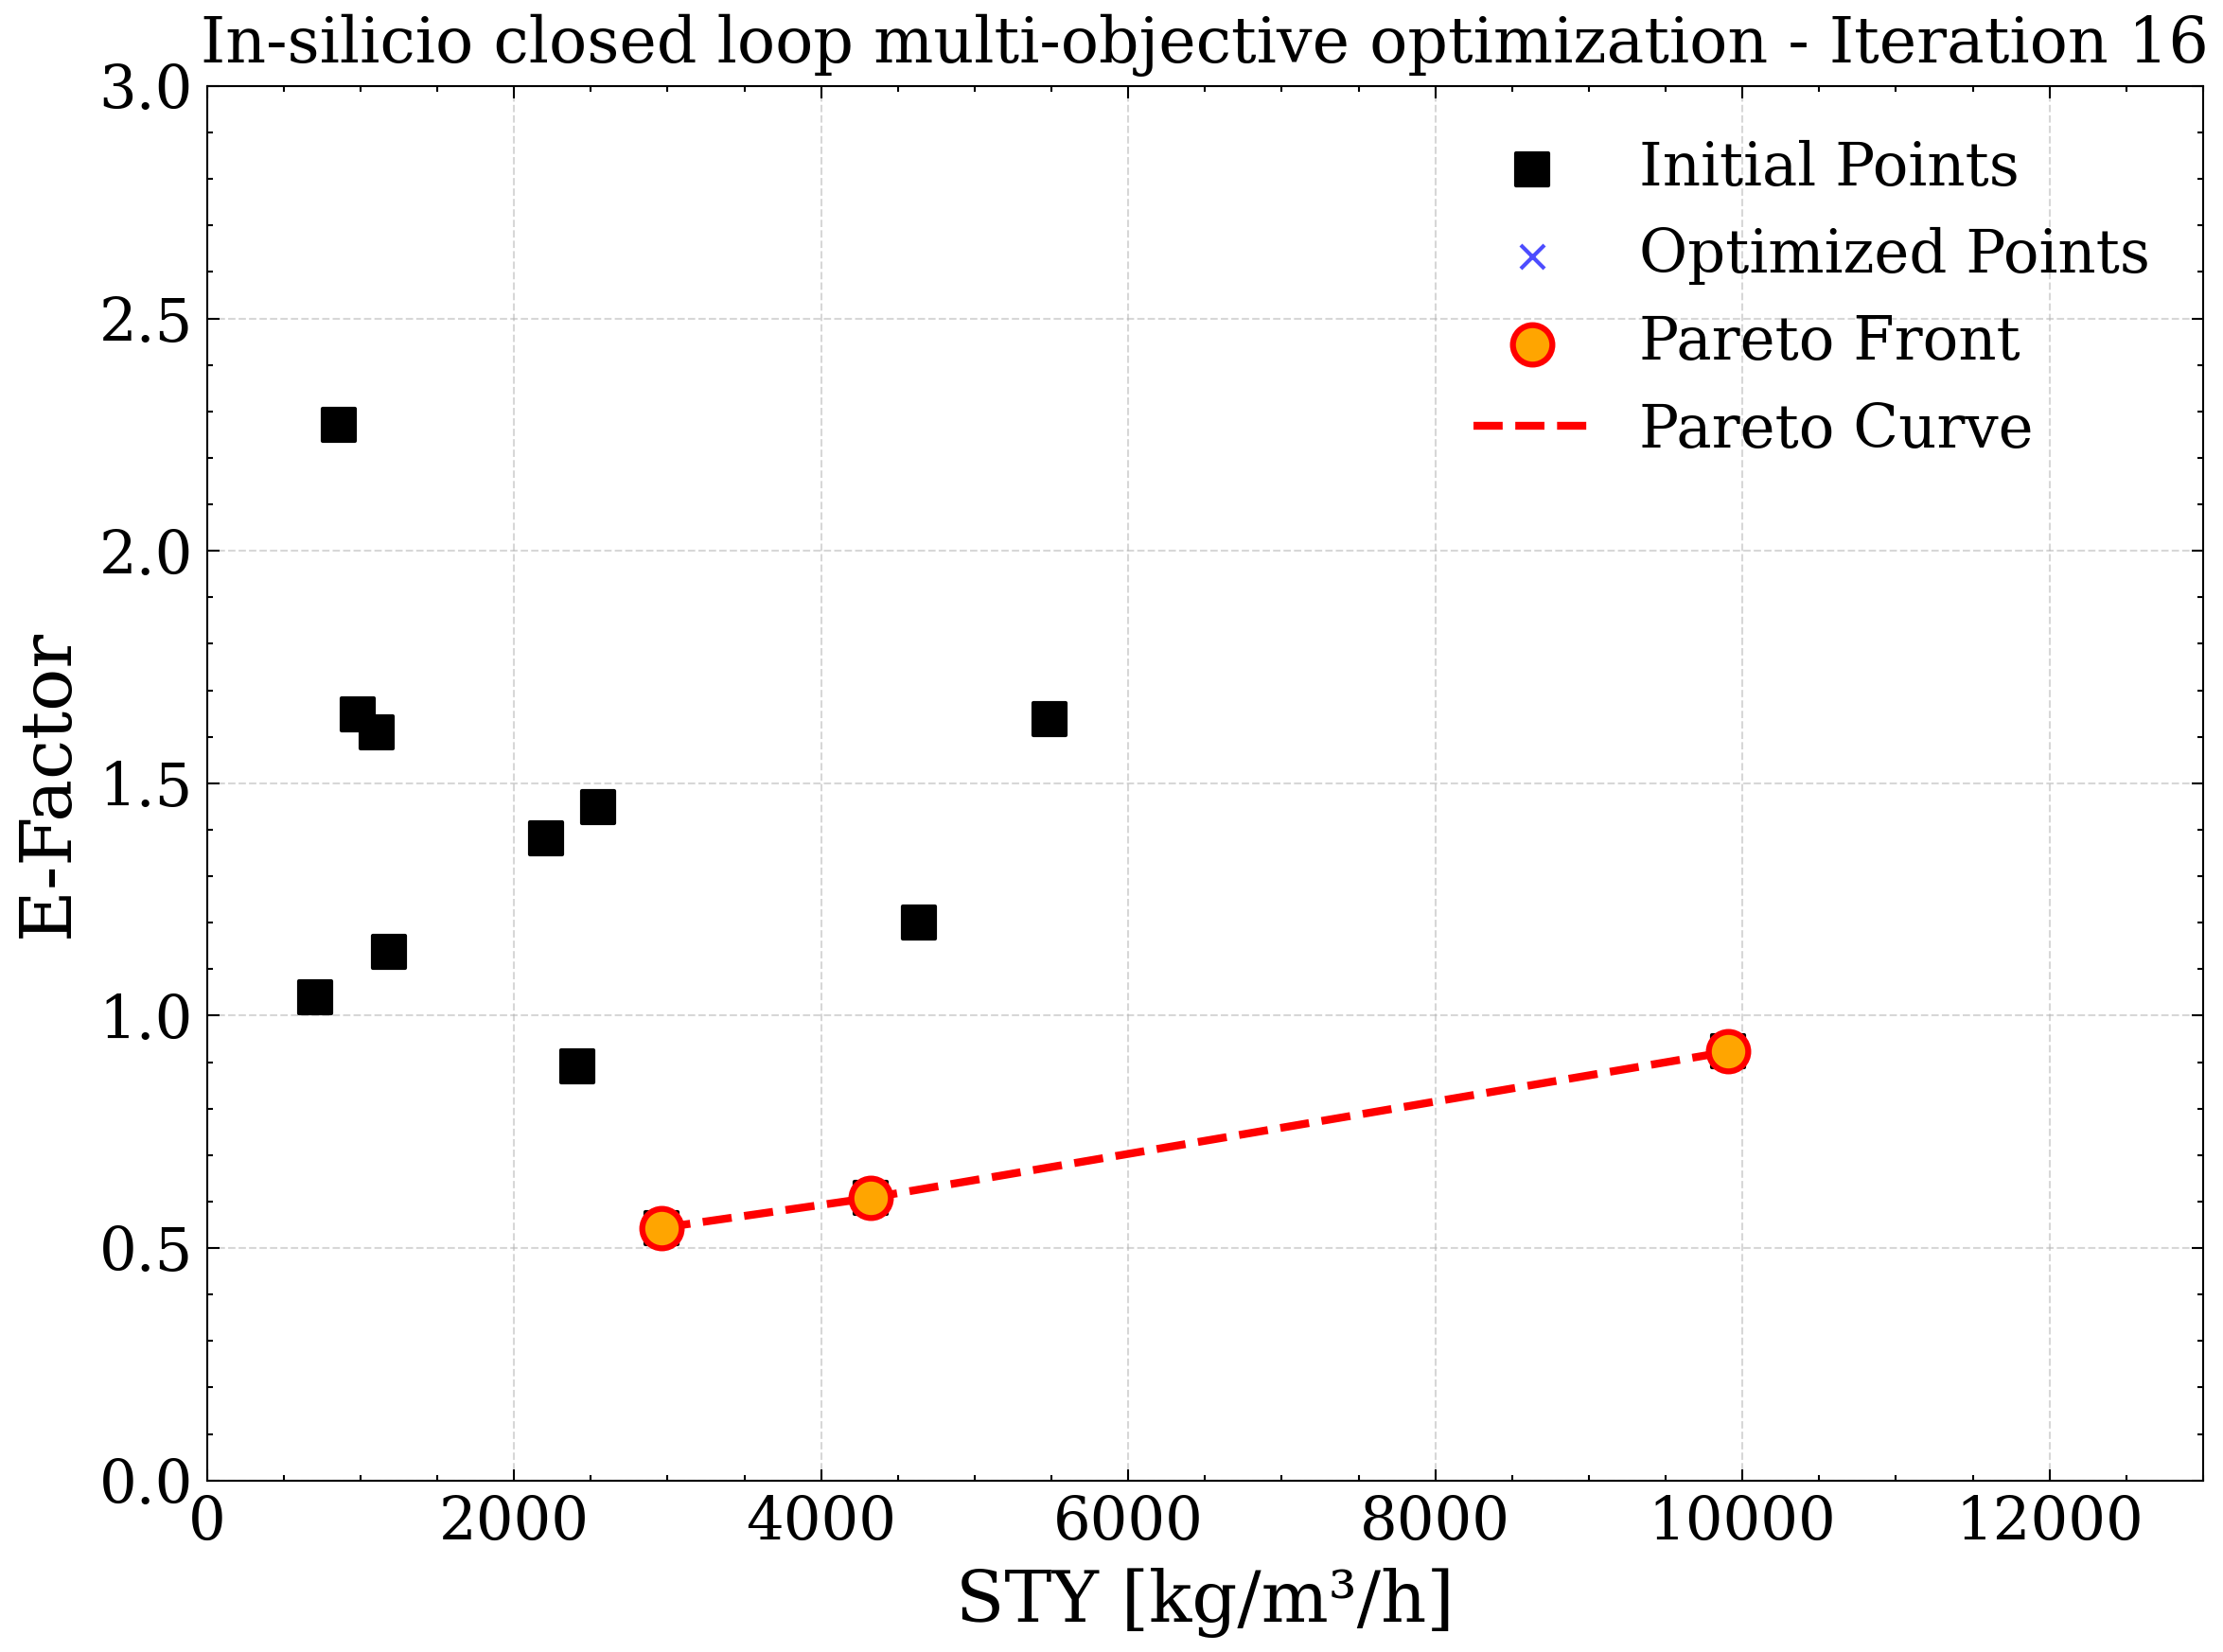 In-silicio closed loop multi-objective optimization - Iteration 16
3.0
2.5
2.0
1.5
1.0
0.5
0.0
E-Factor
Initial Points
Optimized Points
Pareto Front
Pareto Curve
0 2000 4000 6000 8000 10000 12000
STY [kg/m³/h]